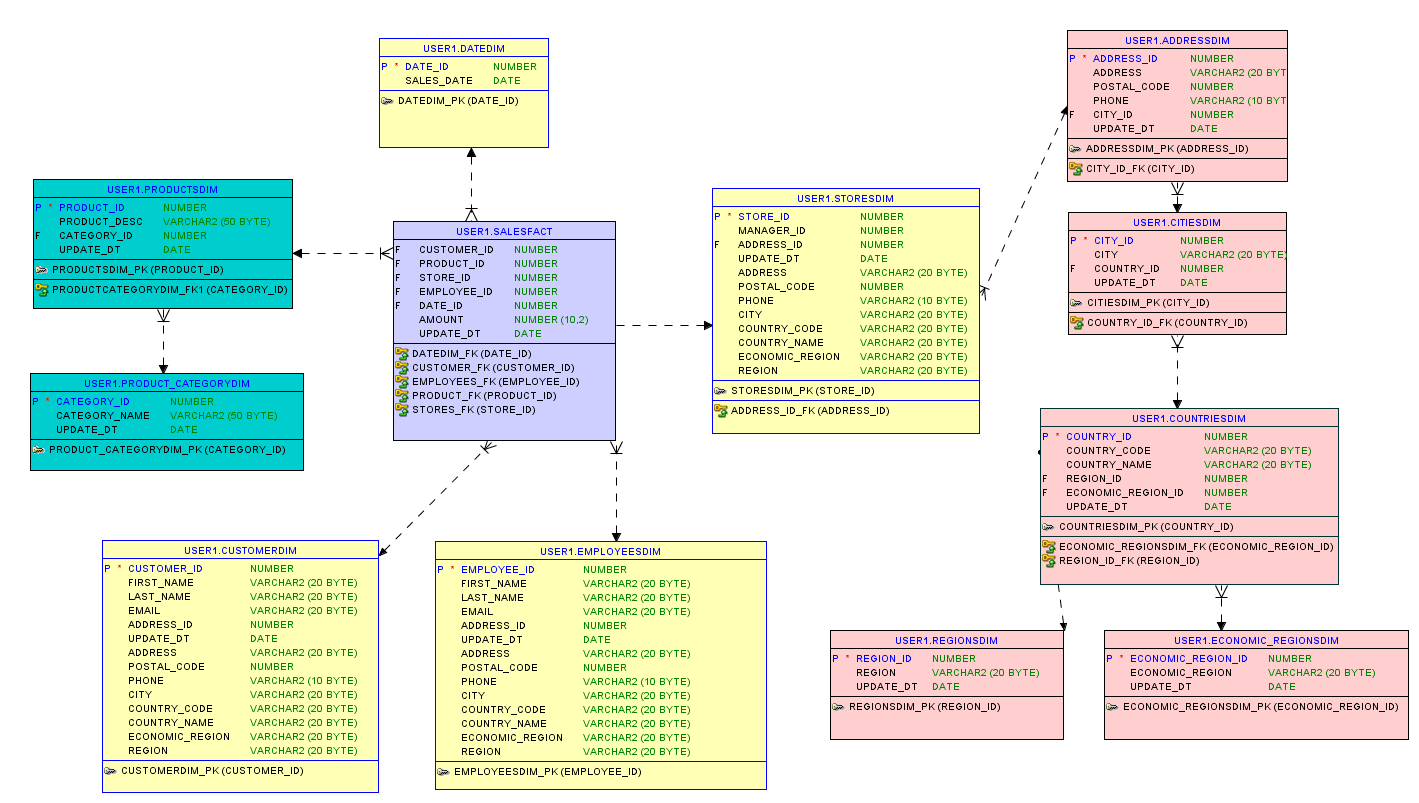 USER1.DATEDIM
P * DATE_ID NUMBER
SALES_DATE DATE
DATEDIM_PK (DATE_ID)
USER1.PRODUCTSDIM
P * PRODUCT_ID NUMBER
PRODUCT_DESC VARCHAR2 (50 BYTE)
F CATEGORY_ID NUMBER
UPDATE_DT DATE
PRODUCTSDIM_PK (PRODUCT_ID)
PRODUCTCATEGORYDIM_FK1 (CATEGORY_ID)
USER1.PRODUCT_CATEGORYDIM
P * CATEGORY_ID NUMBER
CATEGORY_NAME VARCHAR2 (50 BYTE)
UPDATE_DT DATE
PRODUCT_CATEGORYDIM_PK (CATEGORY_ID)
USER1.SALESFACT
F CUSTOMER_ID NUMBER
F PRODUCT_ID NUMBER
F STORE_ID NUMBER
F EMPLOYEE_ID NUMBER
F DATE_ID NUMBER
AMOUNT NUMBER (10,2)
UPDATE_DT DATE
DATEDIM_FK (DATE_ID)
CUSTOMER_FK (CUSTOMER_ID)
EMPLOYEES_FK (EMPLOYEE_ID)
PRODUCT_FK (PRODUCT_ID)
STORES_FK (STORE_ID)
USER1.STORESDIM
P * STORE_ID NUMBER
MANAGER_ID NUMBER
F ADDRESS_ID NUMBER
UPDATE_DT DATE
ADDRESS VARCHAR2 (20 BYTE)
POSTAL_CODE NUMBER
PHONE VARCHAR2 (10 BYTE)
CITY VARCHAR2 (20 BYTE)
COUNTRY_CODE VARCHAR2 (20 BYTE)
COUNTRY_NAME VARCHAR2 (20 BYTE)
ECONOMIC_REGION VARCHAR2 (20 BYTE)
REGION VARCHAR2 (20 BYTE)
STORESDIM_PK (STORE_ID)
ADDRESS_ID_FK (ADDRESS_ID)
USER1.ADDRESSDIM
P * ADDRESS_ID NUMBER
ADDRESS VARCHAR2 (20 BYT
POSTAL_CODE NUMBER
PHONE VARCHAR2 (10 BYT
F CITY_ID NUMBER
UPDATE_DT DATE
ADDRESSDIM_PK (ADDRESS_ID)
CITY_ID_FK (CITY_ID)
USER1.CITIESDIM
P * CITY_ID NUMBER
CITY VARCHAR2 (20 BYTE)
F COUNTRY_ID NUMBER
UPDATE_DT DATE
CITIESDIM_PK (CITY_ID)
COUNTRY_ID_FK (COUNTRY_ID)
USER1.COUNTRIESDIM
P * COUNTRY_ID NUMBER
COUNTRY_CODE VARCHAR2 (20 BYTE)
COUNTRY_NAME VARCHAR2 (20 BYTE)
F REGION_ID NUMBER
F ECONOMIC_REGION_ID NUMBER
UPDATE_DT DATE
COUNTRIESDIM_PK (COUNTRY_ID)
ECONOMIC_REGIONSDIM_FK (ECONOMIC_REGION_ID)
REGION_ID_FK (REGION_ID)
USER1.CUSTOMERDIM
P * CUSTOMER_ID NUMBER
FIRST_NAME VARCHAR2 (20 BYTE)
LAST_NAME VARCHAR2 (20 BYTE)
EMAIL VARCHAR2 (20 BYTE)
ADDRESS_ID NUMBER
UPDATE_DT DATE
ADDRESS VARCHAR2 (20 BYTE)
POSTAL_CODE NUMBER
PHONE VARCHAR2 (10 BYTE)
CITY VARCHAR2 (20 BYTE)
COUNTRY_CODE VARCHAR2 (20 BYTE)
COUNTRY_NAME VARCHAR2 (20 BYTE)
ECONOMIC_REGION VARCHAR2 (20 BYTE)
REGION VARCHAR2 (20 BYTE)
CUSTOMERDIM_PK (CUSTOMER_ID)
USER1.EMPLOYEESDIM
P * EMPLOYEE_ID NUMBER
FIRST_NAME VARCHAR2 (20 BYTE)
LAST_NAME VARCHAR2 (20 BYTE)
EMAIL VARCHAR2 (20 BYTE)
ADDRESS_ID NUMBER
UPDATE_DT DATE
ADDRESS VARCHAR2 (20 BYTE)
POSTAL_CODE NUMBER
PHONE VARCHAR2 (10 BYTE)
CITY VARCHAR2 (20 BYTE)
COUNTRY_CODE VARCHAR2 (20 BYTE)
COUNTRY_NAME VARCHAR2 (20 BYTE)
ECONOMIC_REGION VARCHAR2 (20 BYTE)
REGION VARCHAR2 (20 BYTE)
EMPLOYEESDIM_PK (EMPLOYEE_ID)
USER1.REGIONSDIM
P * REGION_ID NUMBER
REGION VARCHAR2 (20 BYTE)
UPDATE_DT DATE
REGIONSDIM_PK (REGION_ID)
USER1.ECONOMIC_REGIONSDIM
P * ECONOMIC_REGION_ID NUMBER
ECONOMIC_REGION VARCHAR2 (20 BYTE)
UPDATE_DT DATE
ECONOMIC_REGIONSDIM_PK (ECONOMIC_REGION_ID)